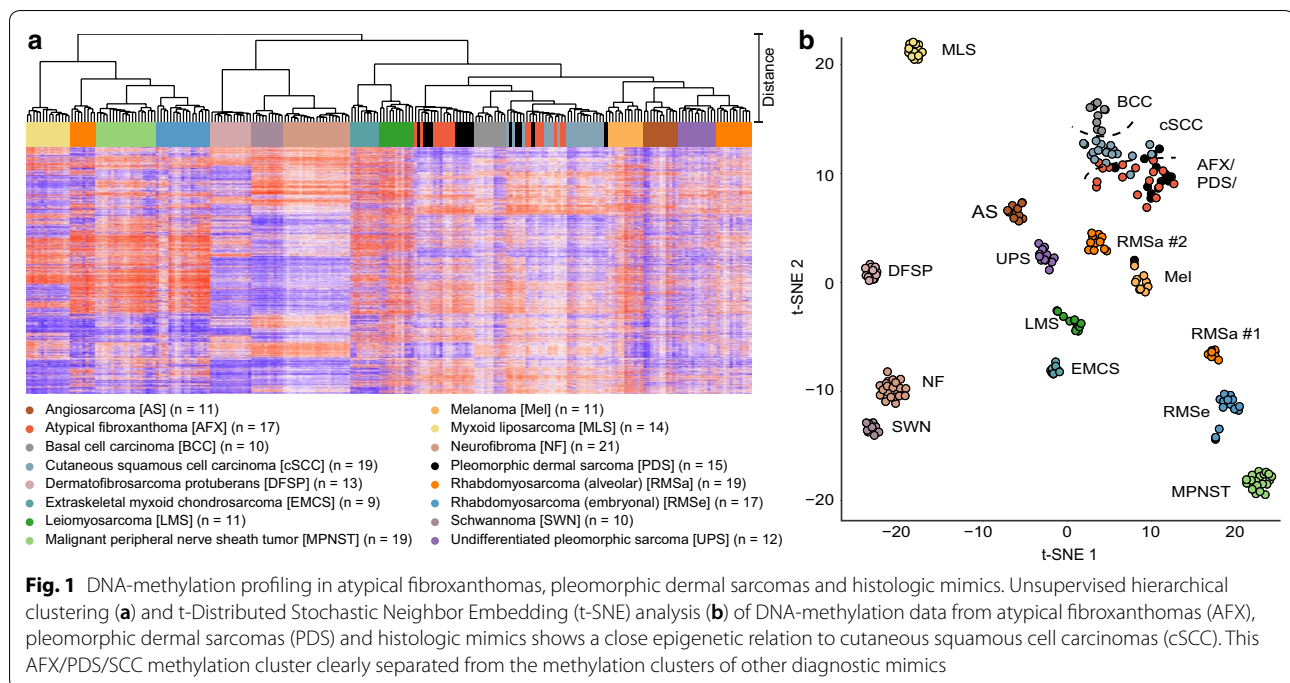 a
Distance
Angiosarcoma [AS] (n = 11)
Atypical fibroxanthoma [AFX] (n = 17)
Basal cell carcinoma [BCC] (n = 10)
Cutaneous squamous cell carcinoma [cSCC] (n = 19)
Dermatofibrosarcoma protuberans [DFSP] (n = 13)
Extraskeletal myxoid chondrosarcoma [EMCS] (n = 9)
Leiomyosarcoma [LMS] (n = 11)
Malignant peripheral nerve sheath tumor [MPNST] (n = 19)
Melanoma [Mel] (n = 11)
Myxoid liposarcoma [MLS] (n = 14)
Neurofibroma [NF] (n = 21)
Pleomorphic dermal sarcoma [PDS] (n = 15)
Rhabdomyosarcoma (alveolar) [RMSa] (n = 19)
Rhabdomyosarcoma (embryonal) [RMSe] (n = 17)
Schwannoma [SWN] (n = 10)
Undifferentiated pleomorphic sarcoma [UPS] (n = 12)
b
20
10
0
−10
−20
t-SNE 2
MLS
BCC
cSCC
AFX/
PDS/
AS
RMSa #2
UPS
Mel
DFSP
LMS
RMSa #1
EMCS
NF
RMSe
SWN
MPNST
−20
−10
0
10
20
t-SNE 1
Fig. 1 DNA-methylation profiling in atypical fibroxanthomas, pleomorphic dermal sarcomas and histologic mimics. Unsupervised hierarchical
clustering (a) and t-Distributed Stochastic Neighbor Embedding (t-SNE) analysis (b) of DNA-methylation data from atypical fibroxanthomas (AFX),
pleomorphic dermal sarcomas (PDS) and histologic mimics shows a close epigenetic relation to cutaneous squamous cell carcinomas (cSCC). This
AFX/PDS/SCC methylation cluster clearly separated from the methylation clusters of other diagnostic mimics